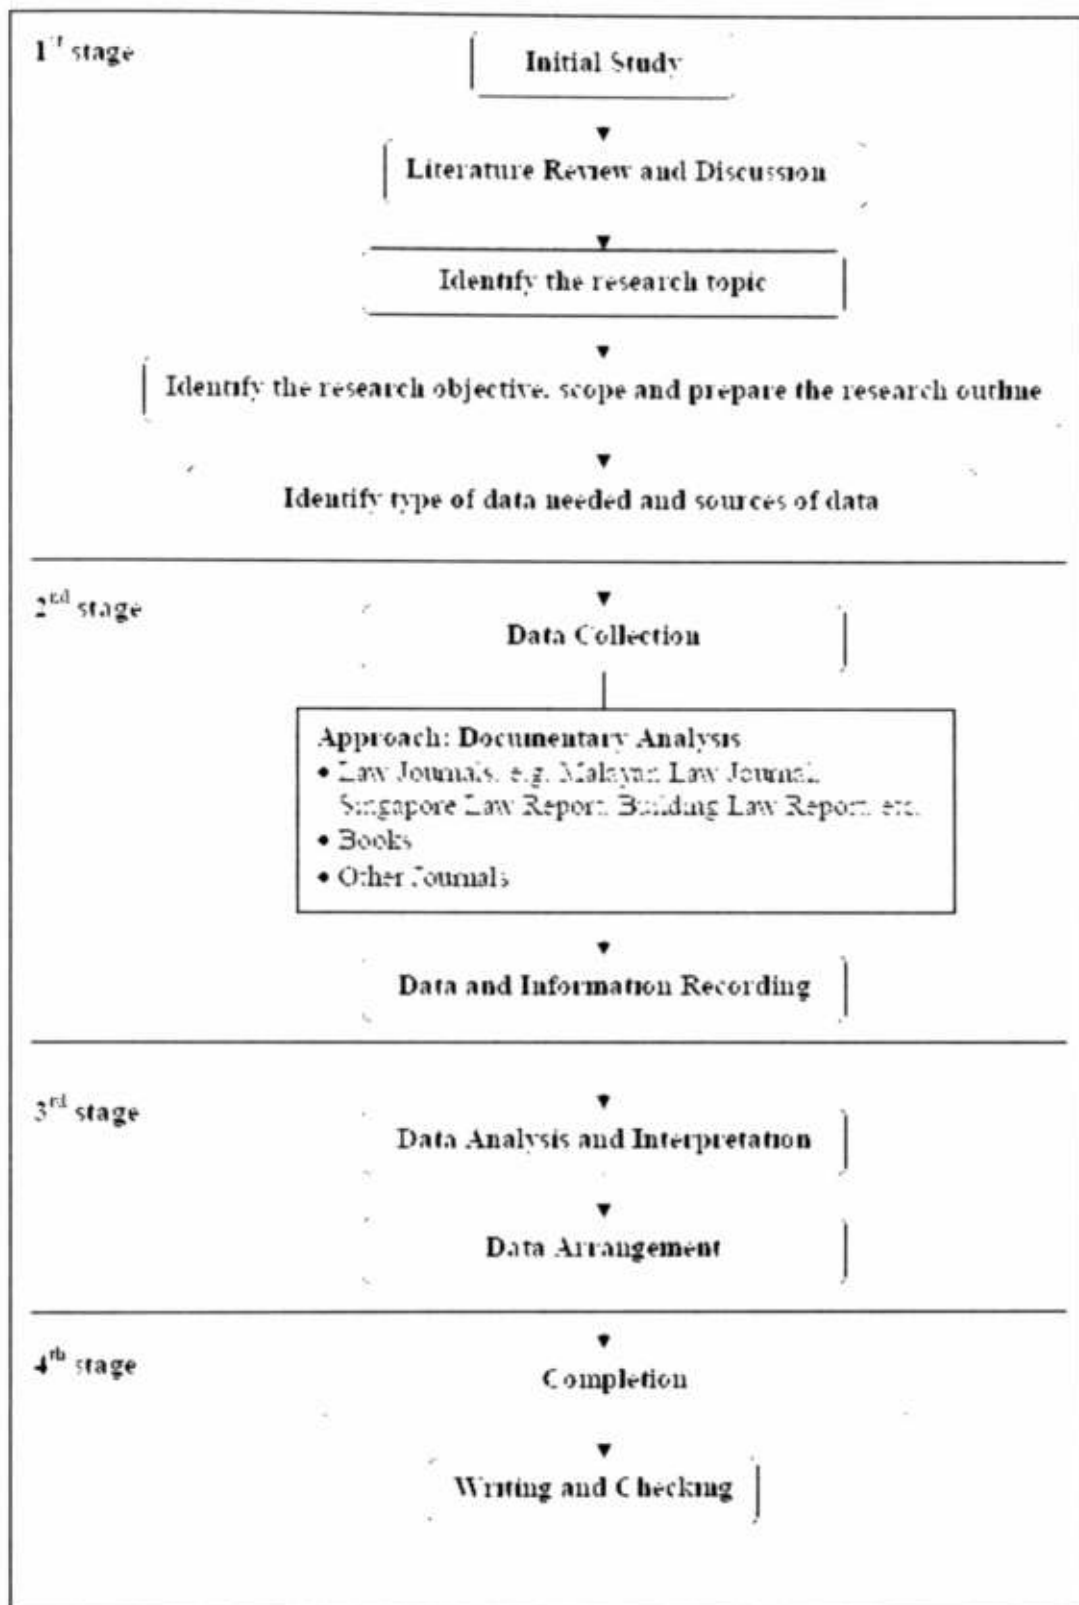 1st stage
Initial Study
Literature Review and Discussion
Identify the research topic
Identify the research objective, scope and prepare the research outline
Identify type of data needed and sources of data
2nd stage
Data Collection
Approach: Documentary Analysis
• Law Journals, e.g. Malayan Law Journal,
Singapore Law Report, Building Law Report, etc.
• Books
• Other Journals
Data and Information Recording
3rd stage
Data Analysis and Interpretation
Data Arrangement
4th stage
Completion
Writing and Checking